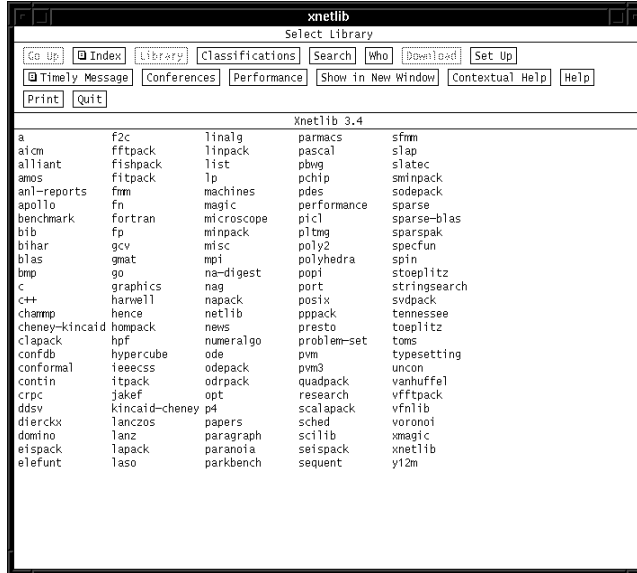 xnetlib
Select Library
Go Up Index Library Classifications Search Who Download Set Up
Timely Message Conferences Performance Show in New Window Contextual Help Help
Print Quit
Xnetlib 3.4
a f2c linalg parmacs sfmm
aicm fftpack linpack pascal slap
alliant fishpack list pbwg slatec
amos fitpack lp pchip sminpack
anl-reports fmm machines pdes sodepack
apollo fn magic performance sparse
benchmark fortran microscope picl sparse-blas
bib fp minpack pltmg sparspak
bihar gcv misc poly2 specfun
blas gmat mpi polyhedra spin
bmp go na-digest popi stoeplitz
c graphics nag port stringsearch
c++ harwell napack posix svdpack
chammp hence netlib pppack tennessee
cheney-kincaid hompack news presto toeplitz
clapack hpf numeralgo problem-set toms
confdb hypercube ode pvm typesetting
conformal ieeecss odepack pvm3 uncon
contin itpack odrpack quadpack vanhuffel
crpc jakef opt research vfftpack
ddsv kincaid-cheney p4 scalapack vfnlib
dierckx lanczos papers sched voronoi
domino lanz paragraph scilib xmagic
eispack lapack paranoia seispack xnetlib
elefunt laso parkbench sequent y12m